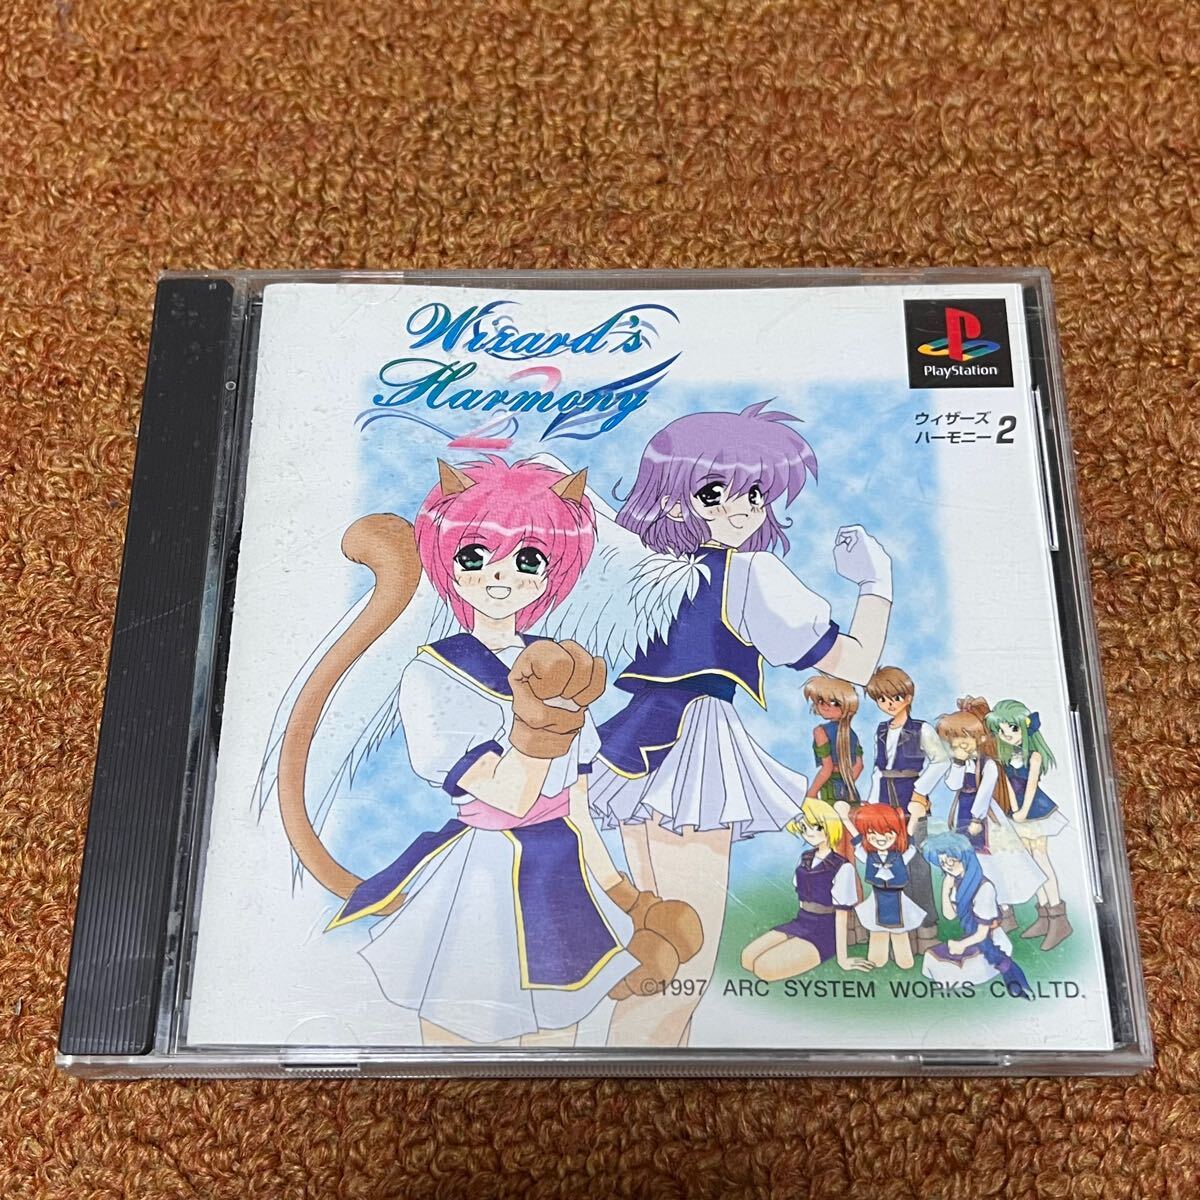 Wizard's
Harmony
2
PlayStation
ウィザーズ
ハーモニー2
©1997 ARC SYSTEM WORKS CO.,LTD.